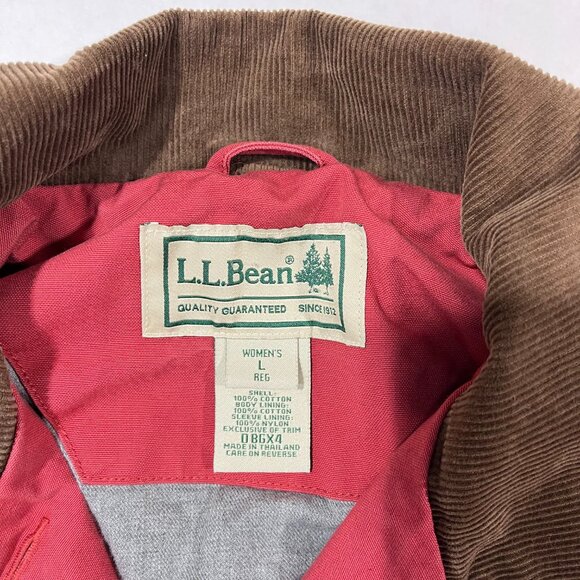 L.L.Bean®
QUALITY GUARANTEED SINCE 1912
WOMEN'S
L
REG
SHELL:
100% COTTON
BODY LINING:
100% COTTON
SLEEVE LINING:
100% NYLON
EXCLUSIVE OF TRIM
0BGX4
MADE IN THAILAND
CARE ON REVERSE